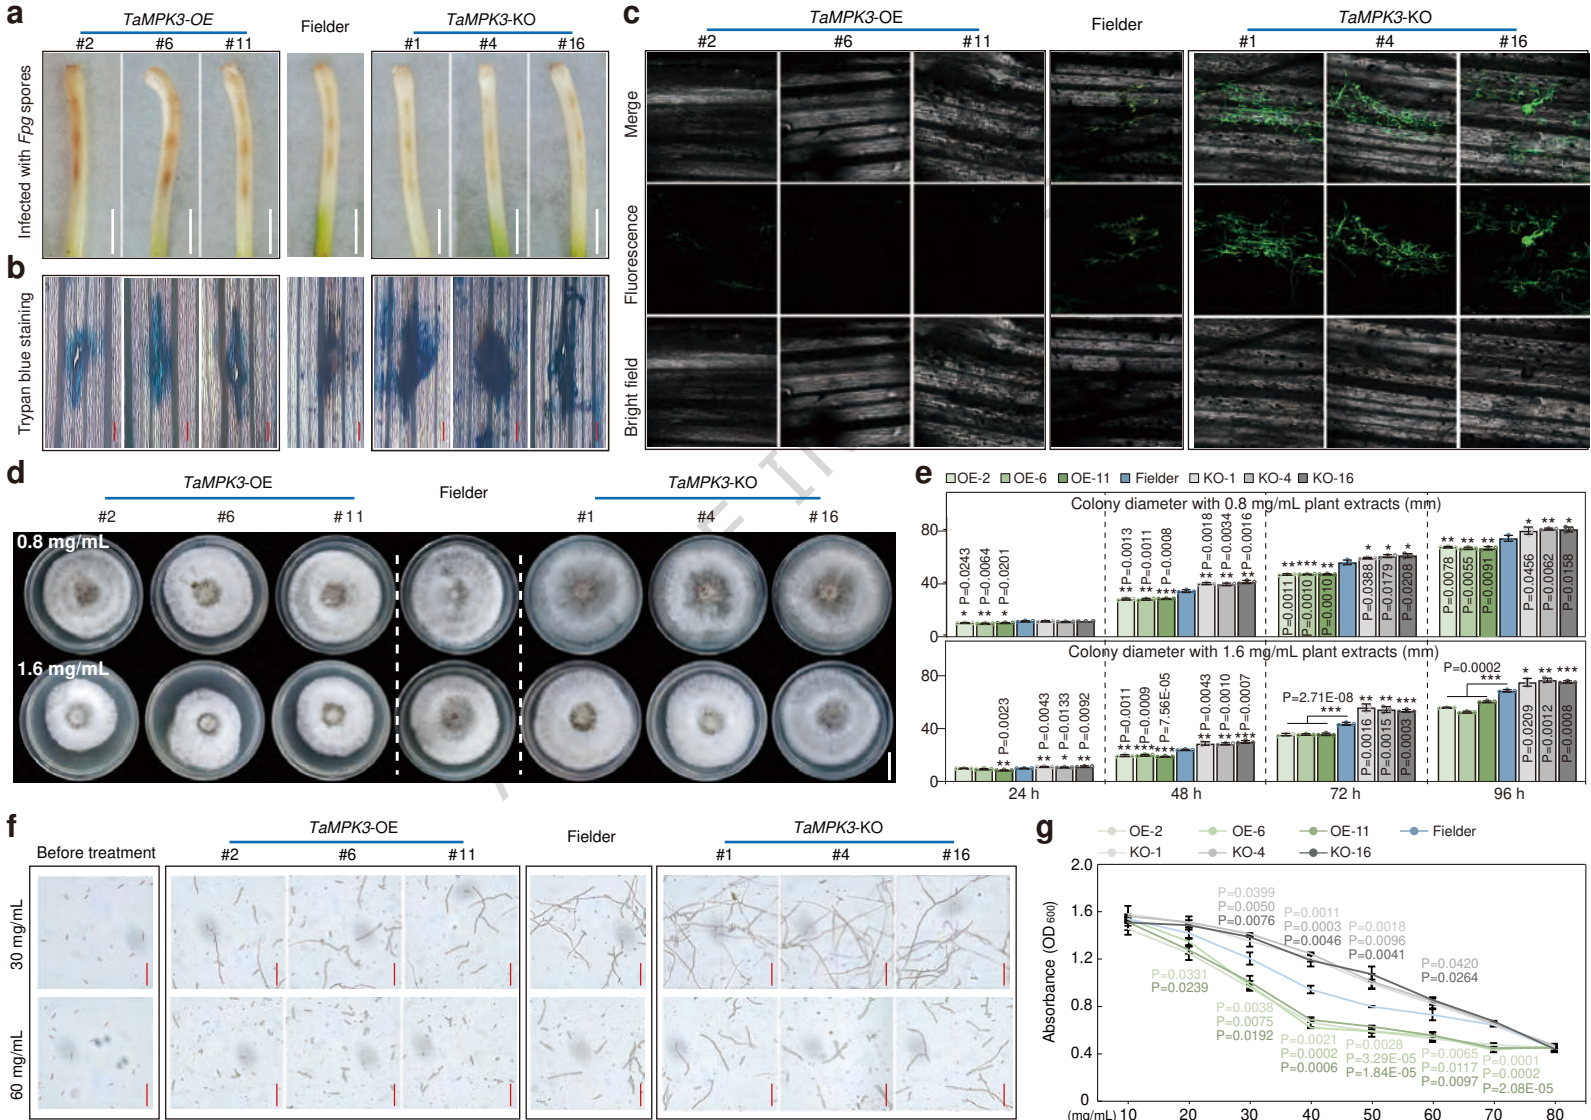 a
TaMPK3-OE
Fielder
TaMPK3-KO
#2 #6 #11 #1 #4 #16
Infected with Fpg spores
b
Trypan blue staining
c
TaMPK3-OE
Fielder
TaMPK3-KO
#2 #6 #11 #1 #4 #16
Merge
Fluorescence
Bright field
d
TaMPK3-OE
Fielder
TaMPK3-KO
#2 #6 #11 #1 #4 #16
0.8 mg/mL
1.6 mg/mL
e
OE-2 OE-6 OE-11 Fielder KO-1 KO-4 KO-16
Colony diameter with 0.8 mg/mL plant extracts (mm)
80
40
0
* P=0.0243
** P=0.0064
* P=0.0201
** P=0.0013
** P=0.0011
*** P=0.0008
** P=0.0018
** P=0.0034
** P=0.0016
** *** **
P=0.0011
P=0.0010
P=0.0010
* * *
P=0.0381
P=0.0179
P=0.0208
** ** **
P=0.0078
P=0.0055
P=0.0091
* ** *
P=0.0456
P=0.0062
P=0.0158
Colony diameter with 1.6 mg/mL plant extracts (mm)
80
40
0
** P=0.0023
** P=0.0043
* P=0.0133
** P=0.0092
** P=0.0011
*** P=0.0009
*** P=7.56E-05
** P=0.0043
** P=0.0010
*** P=0.0007
P=2.71E-08
***
** ** ***
P=0.0016
P=0.0015
P=0.0003
P=0.0002
***
* ** ***
P=0.0209
P=0.0012
P=0.0008
24 h 48 h 72 h 96 h
f
TaMPK3-OE
Fielder
TaMPK3-KO
Before treatment #2 #6 #11 #1 #4 #16
30 mg/mL
60 mg/mL
g
OE-2 OE-6 OE-11 Fielder
KO-1 KO-4 KO-16
Absorbance (OD600)
2.0
1.6
1.2
0.8
0.4
0
P=0.0399
P=0.0050
P=0.0076
P=0.0011
P=0.0003
P=0.0046
P=0.0018
P=0.0096
P=0.0041
P=0.0420
P=0.0264
P=0.0331
P=0.0239
P=0.0038
P=0.0075
P=0.0192
P=0.0021
P=0.0002
P=0.0006
P=0.0028
P=3.29E-05
P=1.84E-05
P=0.0065
P=0.0117
P=0.0097
P=0.0001
P=0.0002
P=2.08E-05
(mg/mL) 10 20 30 40 50 60 70 80